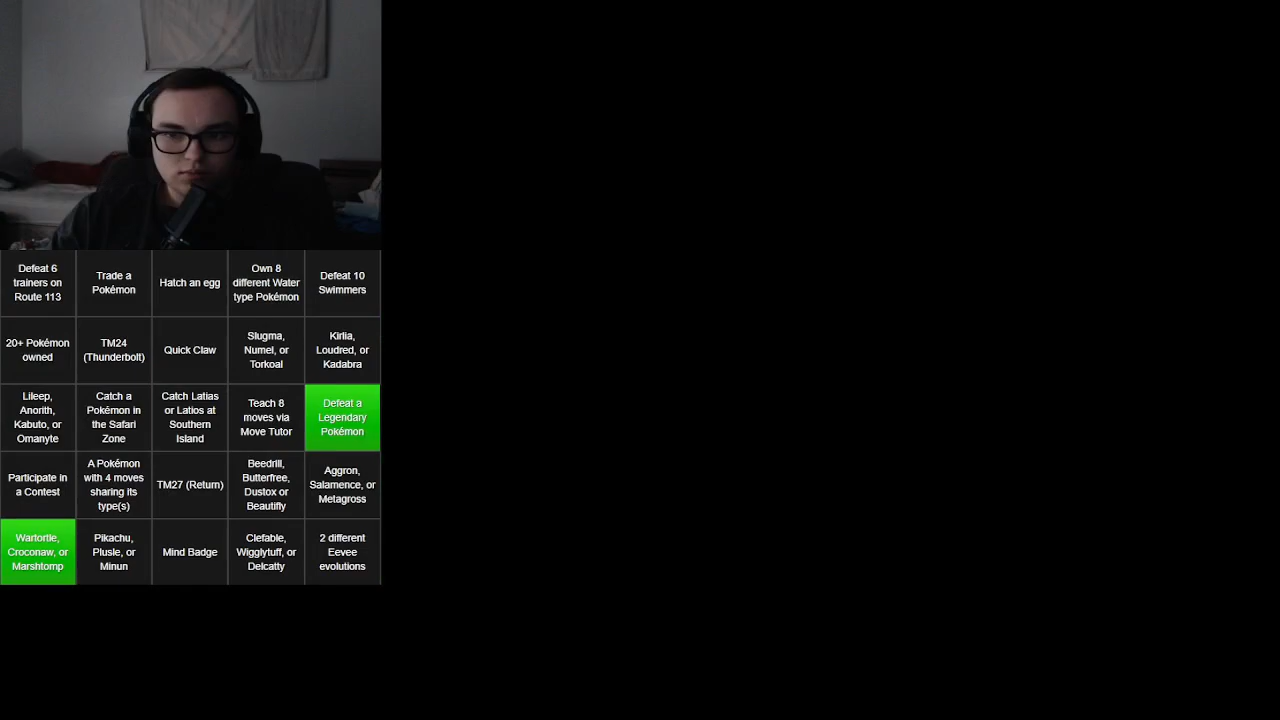 Defeat 6
trainers on
Route 113
Trade a
Pokémon
Hatch an egg
Own 8
different Water
type Pokémon
Defeat 10
Swimmers
20+ Pokémon
owned
TM24
(Thunderbolt)
Quick Claw
Slugma,
Numel, or
Torkoal
Kirlia,
Loudred, or
Kadabra
Lileep,
Anorith,
Kabuto, or
Omanyte
Catch a
Pokémon in
the Safari
Zone
Catch Latias
or Latios at
Southern
Island
Teach 8
moves via
Move Tutor
Defeat a
Legendary
Pokémon
Participate in
a Contest
A Pokémon
with 4 moves
sharing its
type(s)
TM27 (Return)
Beedrill,
Butterfree,
Dustox or
Beautifly
Aggron,
Salamence, or
Metagross
Wartortle,
Croconaw, or
Marshtomp
Pikachu,
Plusle, or
Minun
Mind Badge
Clefable,
Wigglytuff, or
Delcatty
2 different
Eevee
evolutions